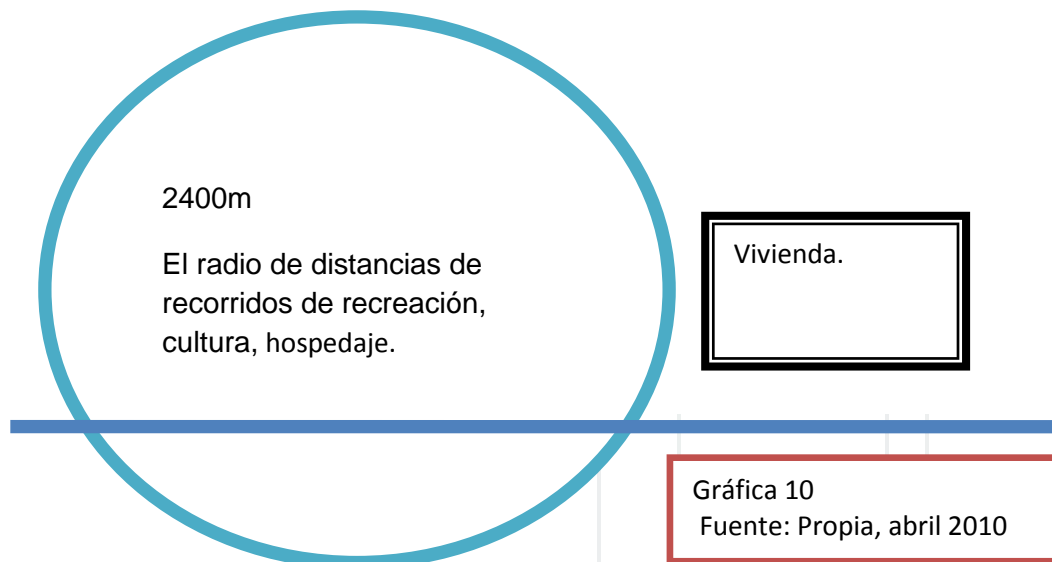 2400m
El radio de distancias de
recorridos de recreación,
cultura, hospedaje.
Vivienda.
Gráfica 10
Fuente: Propia, abril 2010